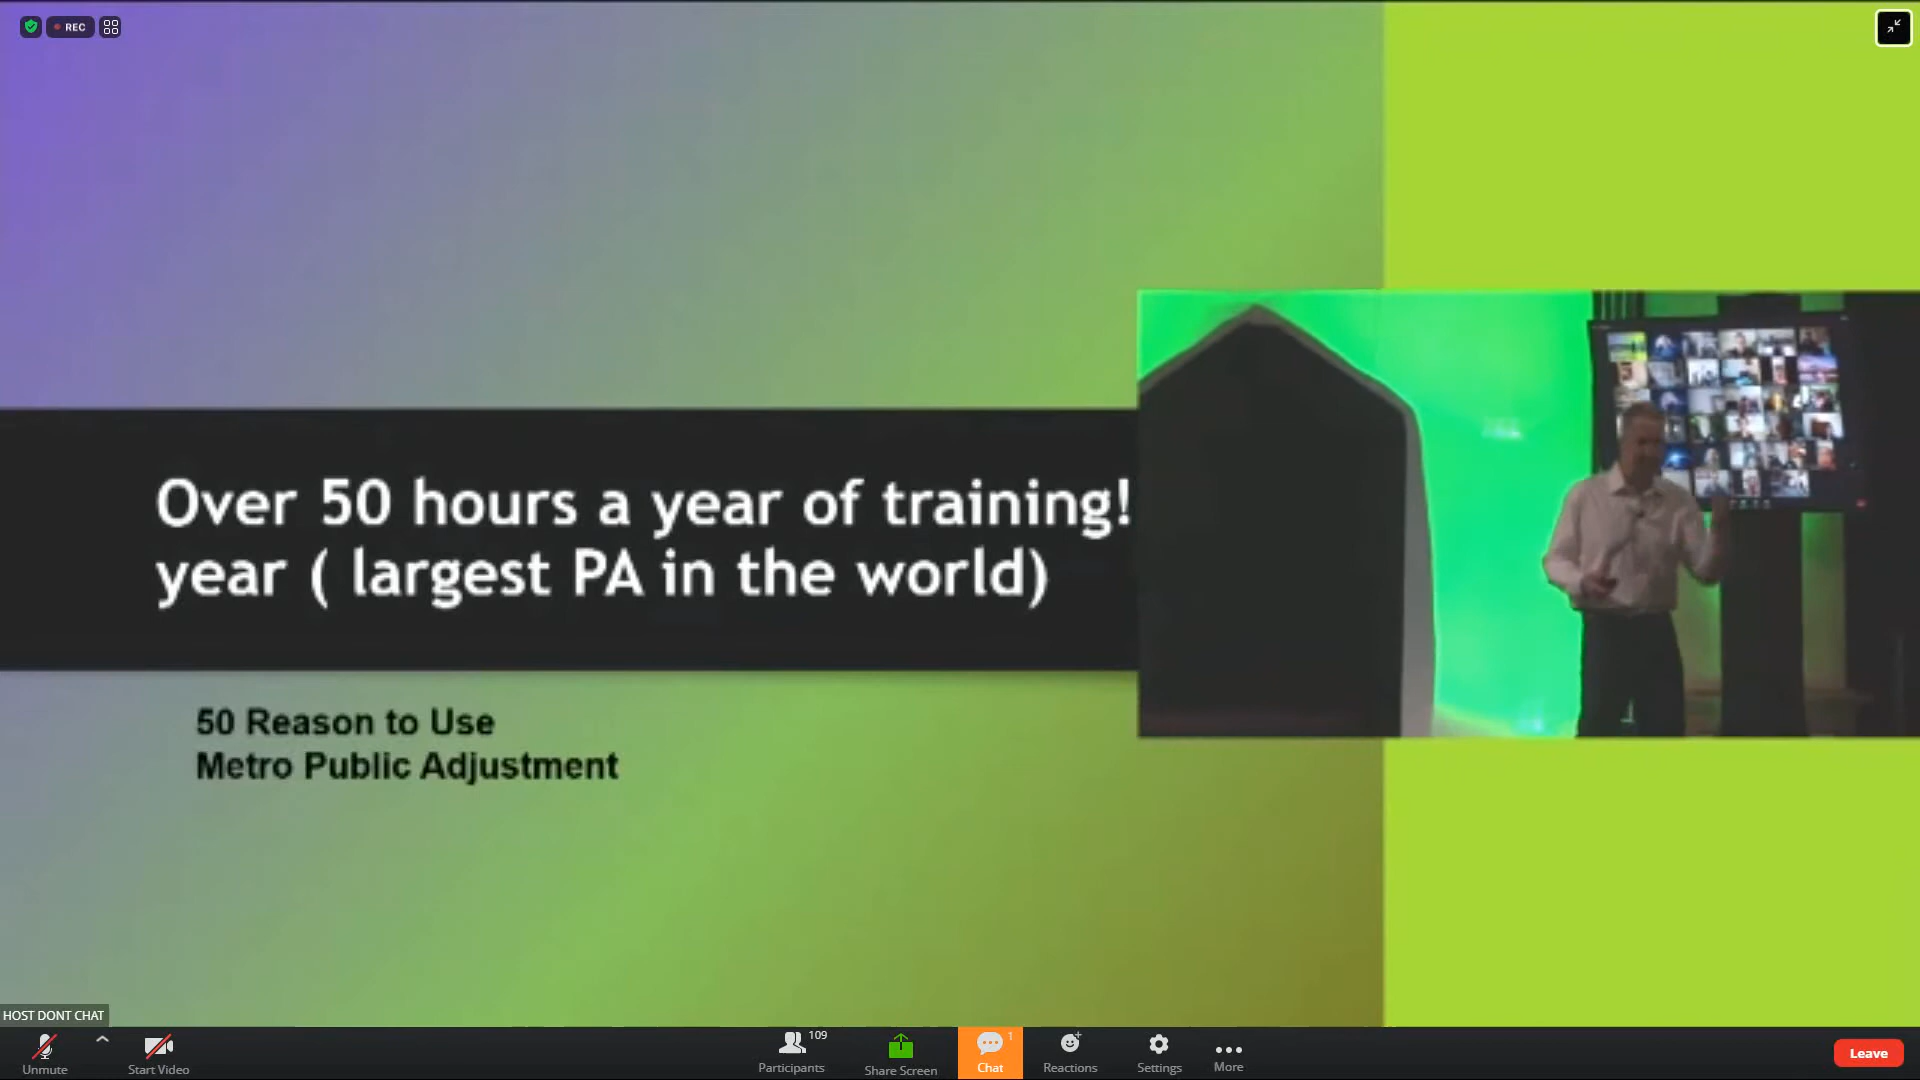 REC
Over 50 hours a year of training!
year ( largest PA in the world)
50 Reason to Use
Metro Public Adjustment
HOST DONT CHAT
Unmute
Start Video
109
Participants
Share Screen
1
Chat
Reactions
Settings
More
Leave